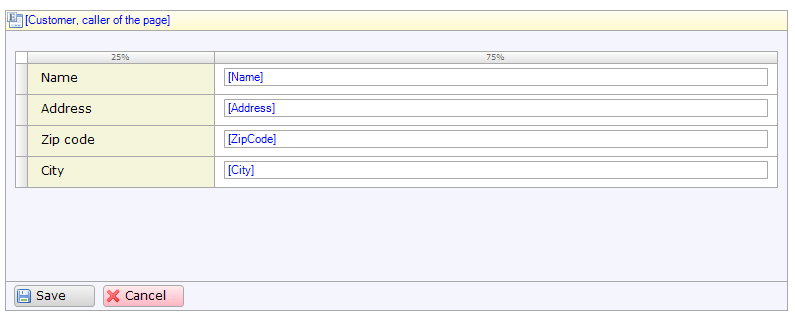 [Customer, caller of the page]
25% 75%
Name [Name]
Address [Address]
Zip code [ZipCode]
City [City]
Save Cancel